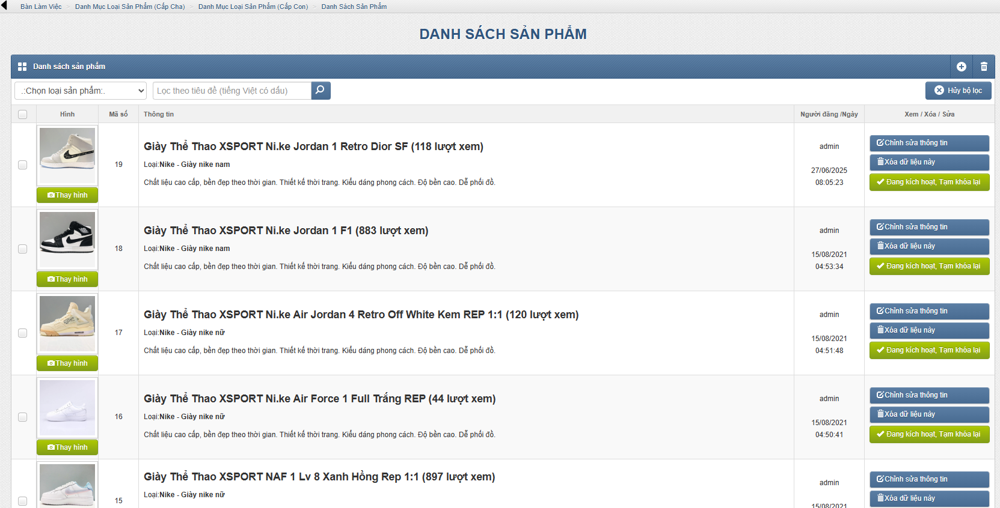 Bàn Làm Việc > Danh Mục Loại Sản Phẩm (Cấp Cha) > Danh Mục Loại Sản Phẩm (Cấp Con) > Danh Sách Sản Phẩm
DANH SÁCH SẢN PHẨM
Danh sách sản phẩm
.:Chọn loại sản phẩm:.
Lọc theo tiêu đề (tiếng Việt có dấu)
Hủy bộ lọc
Hình Mã số Thông tin Người đăng /Ngày Xem / Xóa / Sửa
Thay hình
19
Giày Thể Thao XSPORT Ni.ke Jordan 1 Retro Dior SF (118 lượt xem)
Loại:Nike - Giày nike nam
Chất liệu cao cấp, bền đẹp theo thời gian. Thiết kế thời trang. Kiểu dáng phong cách. Độ bền cao. Dễ phối đồ.
admin
27/06/2025
08:05:23
Chỉnh sửa thông tin
Xóa dữ liệu này
Đang kích hoạt, Tạm khóa lại
Thay hình
18
Giày Thể Thao XSPORT Ni.ke Jordan 1 F1 (883 lượt xem)
Loại:Nike - Giày nike nam
Chất liệu cao cấp, bền đẹp theo thời gian. Thiết kế thời trang. Kiểu dáng phong cách. Độ bền cao. Dễ phối đồ.
admin
15/08/2021
04:53:34
Chỉnh sửa thông tin
Xóa dữ liệu này
Đang kích hoạt, Tạm khóa lại
Thay hình
17
Giày Thể Thao XSPORT Ni.ke Air Jordan 4 Retro Off White Kem REP 1:1 (120 lượt xem)
Loại:Nike - Giày nike nữ
Chất liệu cao cấp, bền đẹp theo thời gian. Thiết kế thời trang. Kiểu dáng phong cách. Độ bền cao. Dễ phối đồ.
admin
15/08/2021
04:51:48
Chỉnh sửa thông tin
Xóa dữ liệu này
Đang kích hoạt, Tạm khóa lại
Thay hình
16
Giày Thể Thao XSPORT Ni.ke Air Force 1 Full Trắng REP (44 lượt xem)
Loại:Nike - Giày nike nữ
Chất liệu cao cấp, bền đẹp theo thời gian. Thiết kế thời trang. Kiểu dáng phong cách. Độ bền cao. Dễ phối đồ.
admin
15/08/2021
04:50:41
Chỉnh sửa thông tin
Xóa dữ liệu này
Đang kích hoạt, Tạm khóa lại
15
Giày Thể Thao XSPORT NAF 1 Lv 8 Xanh Hồng Rep 1:1 (897 lượt xem)
Loại:Nike - Giày nike nữ
admin
15/08/2021
Chỉnh sửa thông tin
Xóa dữ liệu này